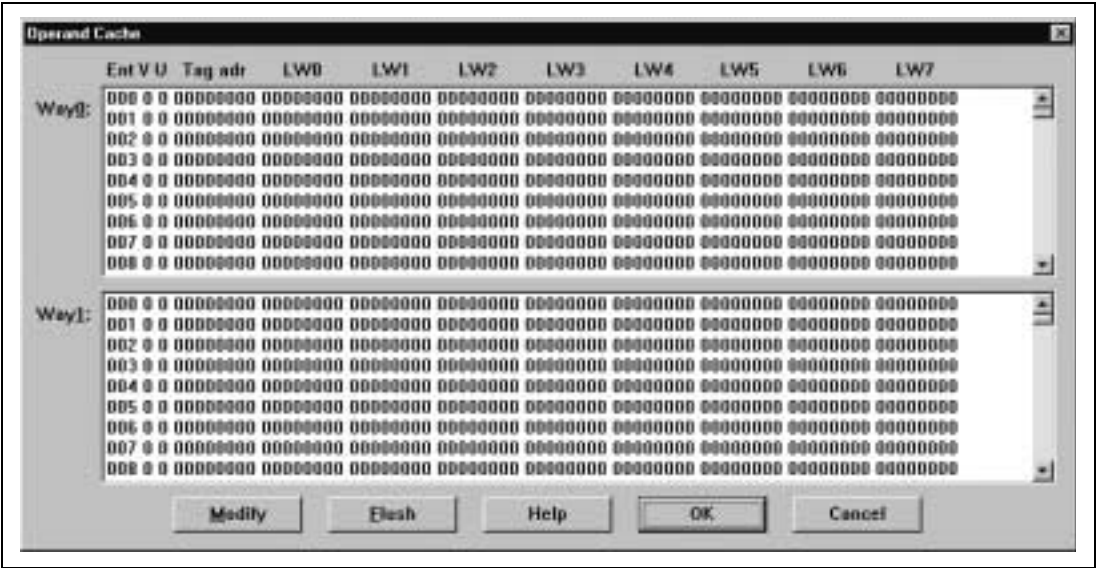 Operand Cache
Ent V U Tag adr LW0 LW1 LW2 LW3 LW4 LW5 LW6 LW7
Way0:
000 0 0 00000000 00000000 00000000 00000000 00000000 00000000 00000000 00000000 00000000
001 0 0 00000000 00000000 00000000 00000000 00000000 00000000 00000000 00000000 00000000
002 0 0 00000000 00000000 00000000 00000000 00000000 00000000 00000000 00000000 00000000
003 0 0 00000000 00000000 00000000 00000000 00000000 00000000 00000000 00000000 00000000
004 0 0 00000000 00000000 00000000 00000000 00000000 00000000 00000000 00000000 00000000
005 0 0 00000000 00000000 00000000 00000000 00000000 00000000 00000000 00000000 00000000
006 0 0 00000000 00000000 00000000 00000000 00000000 00000000 00000000 00000000 00000000
007 0 0 00000000 00000000 00000000 00000000 00000000 00000000 00000000 00000000 00000000
008 0 0 00000000 00000000 00000000 00000000 00000000 00000000 00000000 00000000 00000000
Way1:
000 0 0 00000000 00000000 00000000 00000000 00000000 00000000 00000000 00000000 00000000
001 0 0 00000000 00000000 00000000 00000000 00000000 00000000 00000000 00000000 00000000
002 0 0 00000000 00000000 00000000 00000000 00000000 00000000 00000000 00000000 00000000
003 0 0 00000000 00000000 00000000 00000000 00000000 00000000 00000000 00000000 00000000
004 0 0 00000000 00000000 00000000 00000000 00000000 00000000 00000000 00000000 00000000
005 0 0 00000000 00000000 00000000 00000000 00000000 00000000 00000000 00000000 00000000
006 0 0 00000000 00000000 00000000 00000000 00000000 00000000 00000000 00000000 00000000
007 0 0 00000000 00000000 00000000 00000000 00000000 00000000 00000000 00000000 00000000
008 0 0 00000000 00000000 00000000 00000000 00000000 00000000 00000000 00000000 00000000
Modify Flush Help OK Cancel